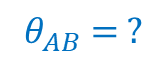 θ_AB = ?